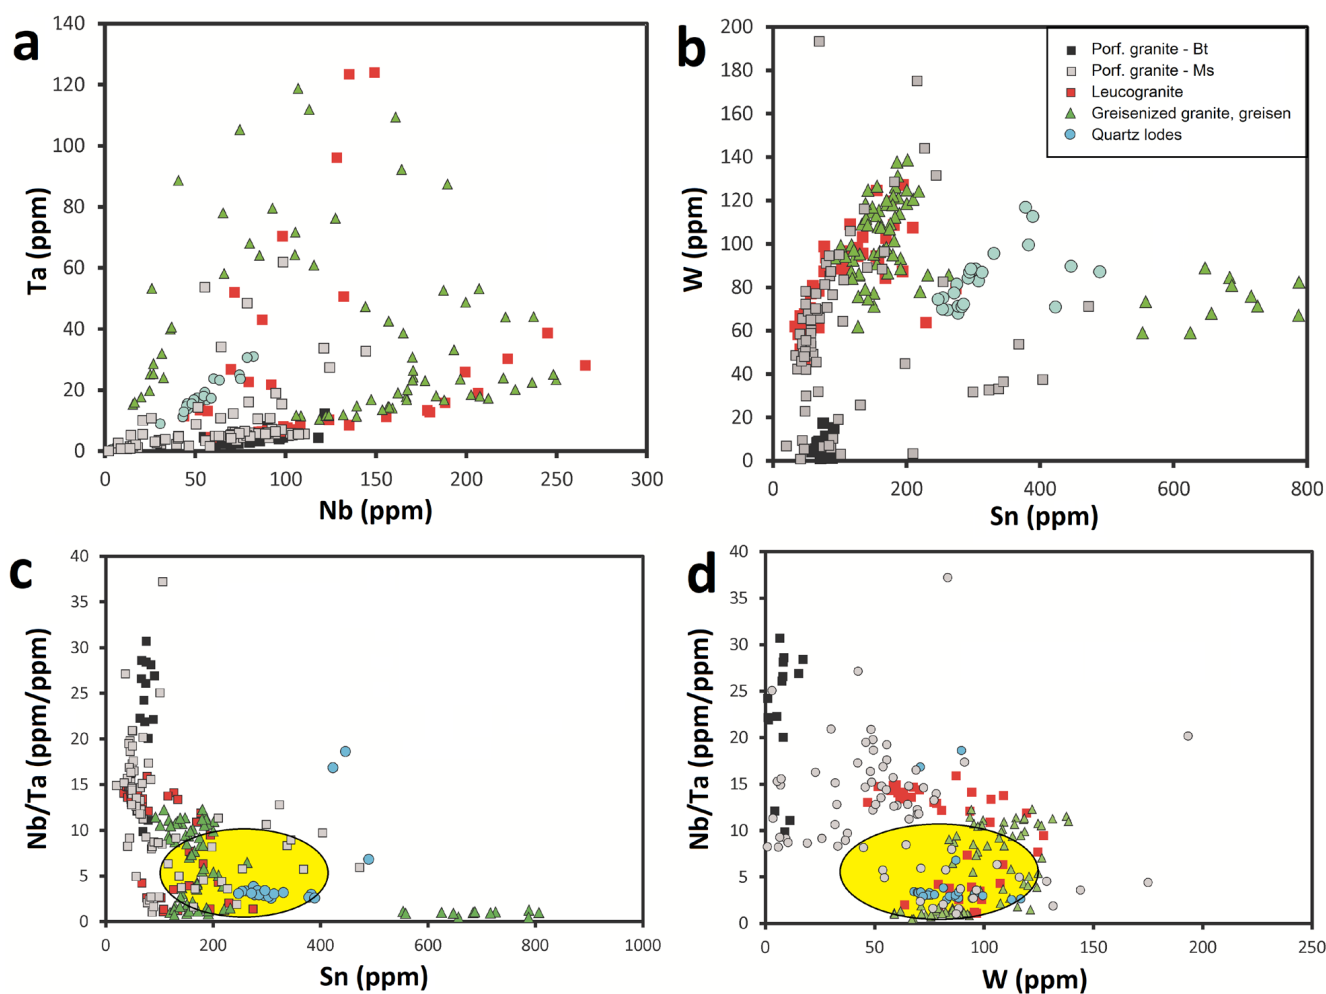 a
140
120
100
80
60
40
20
0
Ta (ppm)
0 50 100 150 200 250 300
Nb (ppm)
b
200
180
160
140
120
100
80
60
40
20
0
W (ppm)
0 200 400 600 800
Sn (ppm)
Porf. granite - Bt
Porf. granite - Ms
Leucogranite
Greisenized granite, greisen
Quartz lodes
c
40
35
30
25
20
15
10
5
0
Nb/Ta (ppm/ppm)
0 200 400 600 800 1000
Sn (ppm)
d
40
35
30
25
20
15
10
5
0
Nb/Ta (ppm/ppm)
0 50 100 150 200 250
W (ppm)